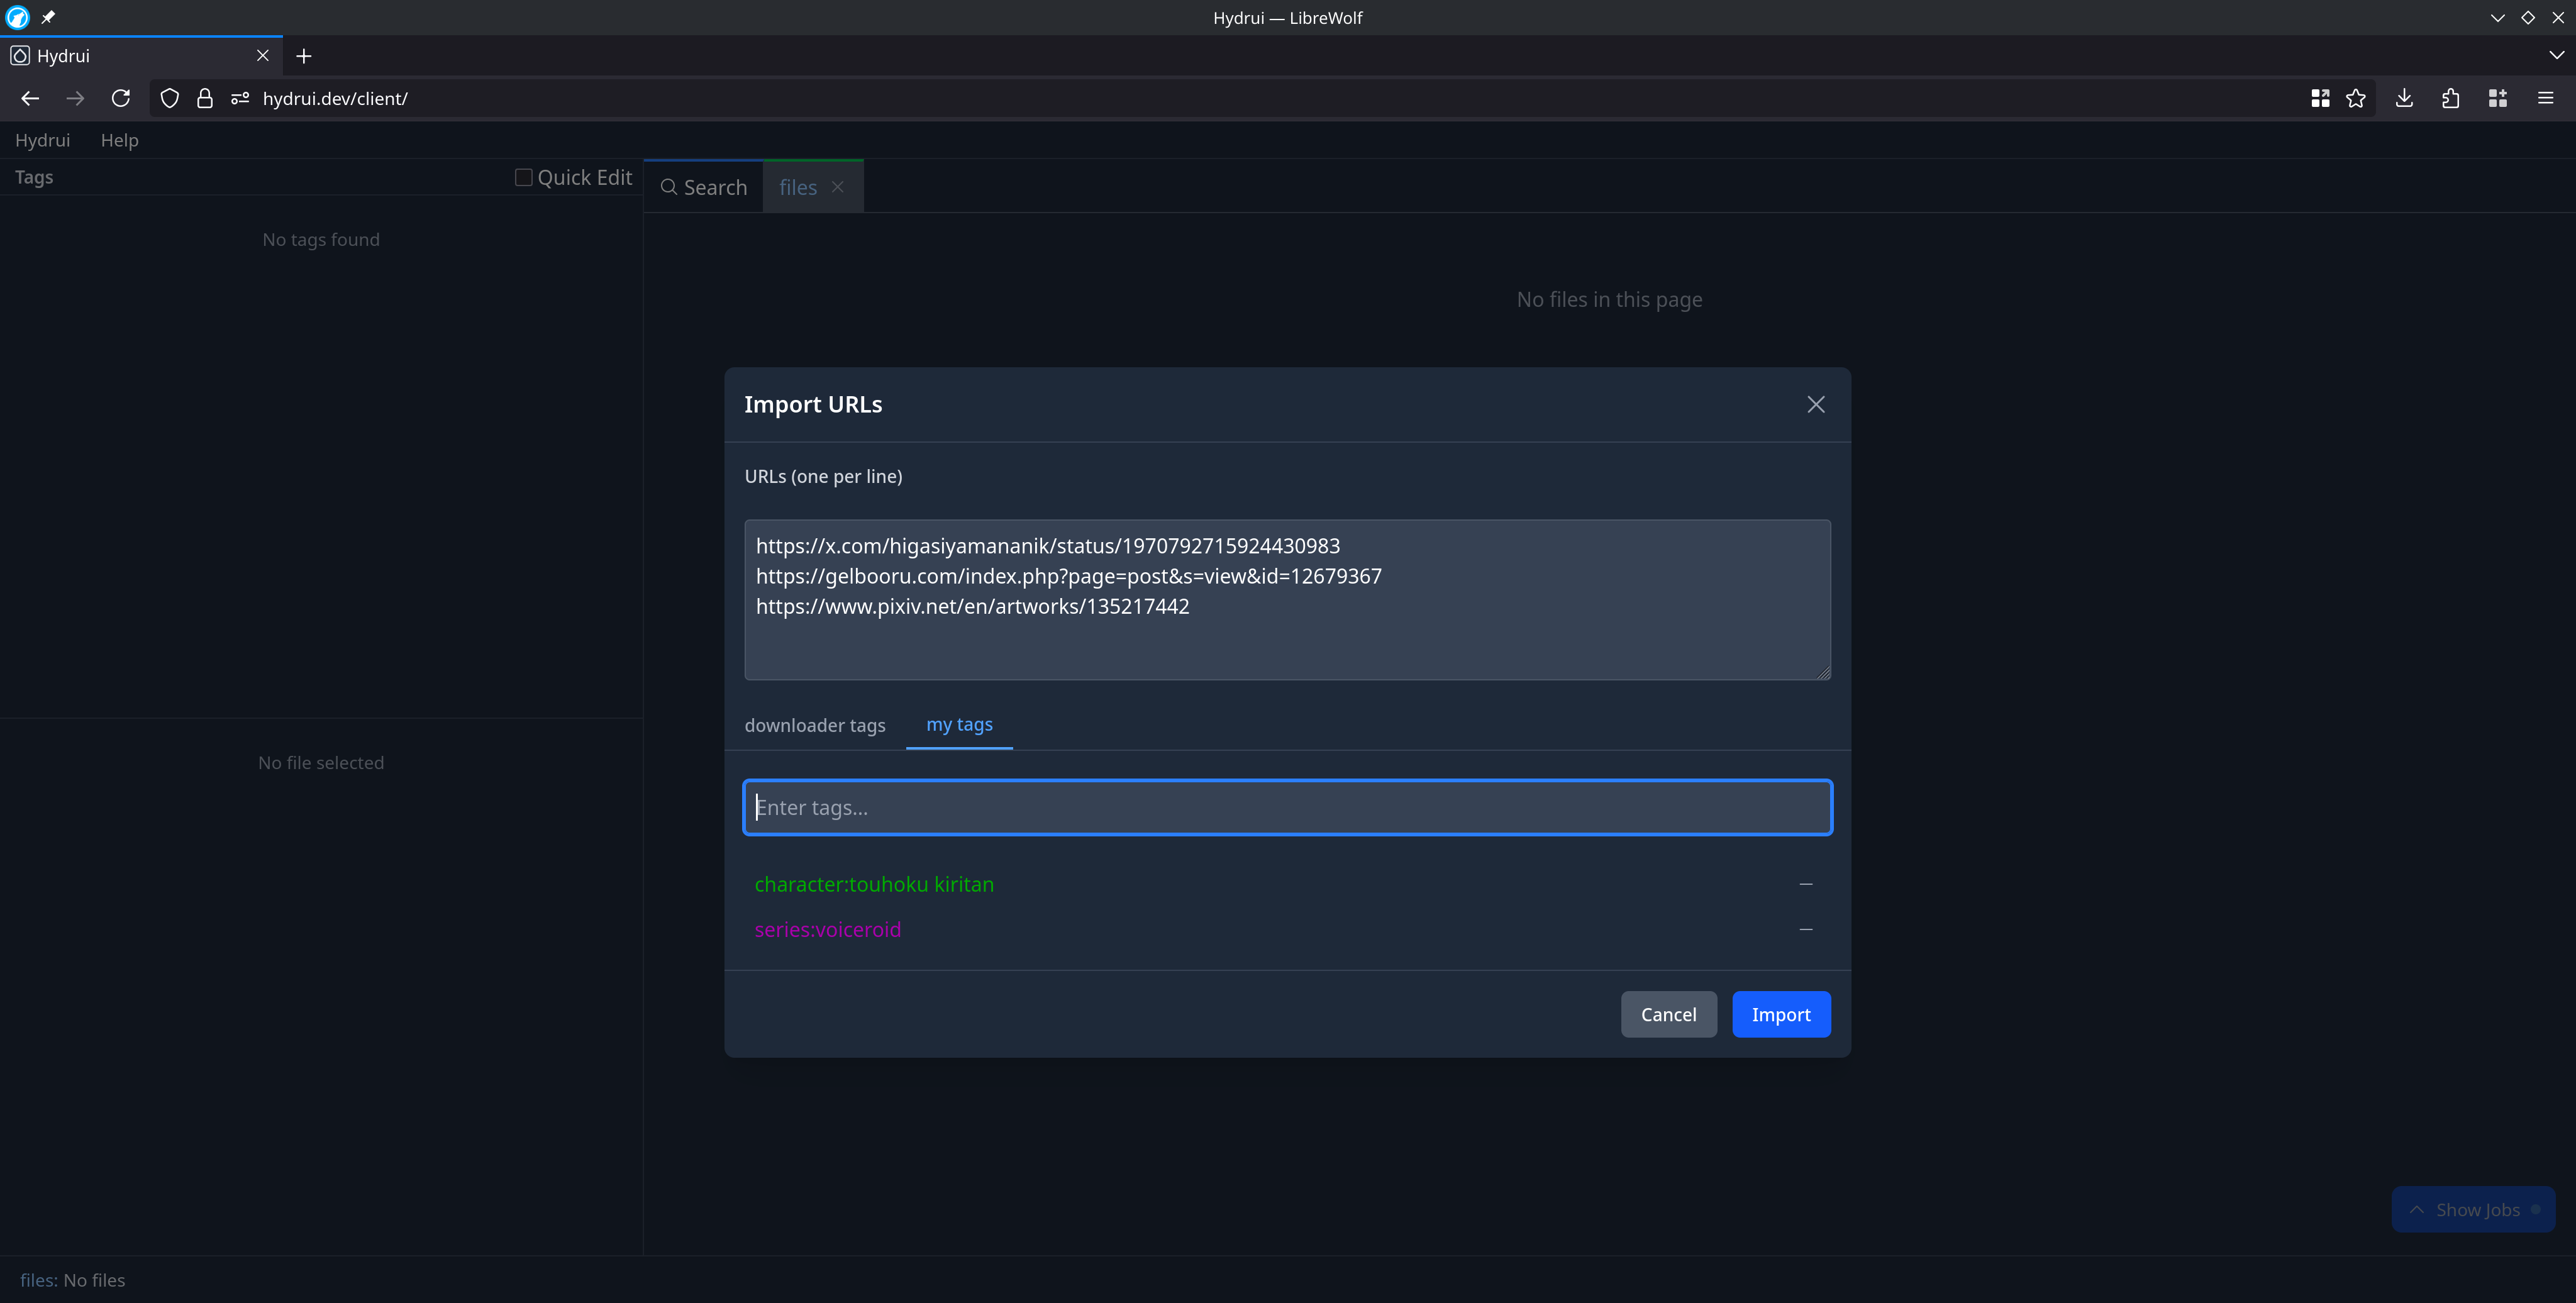 Hydrui — LibreWolf
Hydrui
hydrui.dev/client/
Hydrui Help
Tags Quick Edit
No tags found
No file selected
Search files
No files in this page
Import URLs
URLs (one per line)
https://x.com/higasiyamananik/status/1970792715924430983
https://gelbooru.com/index.php?page=post&s=view&id=12679367
https://www.pixiv.net/en/artworks/135217442
downloader tags my tags
Enter tags...
character:touhoku kiritan
series:voiceroid
Cancel Import
Show Jobs
files: No files